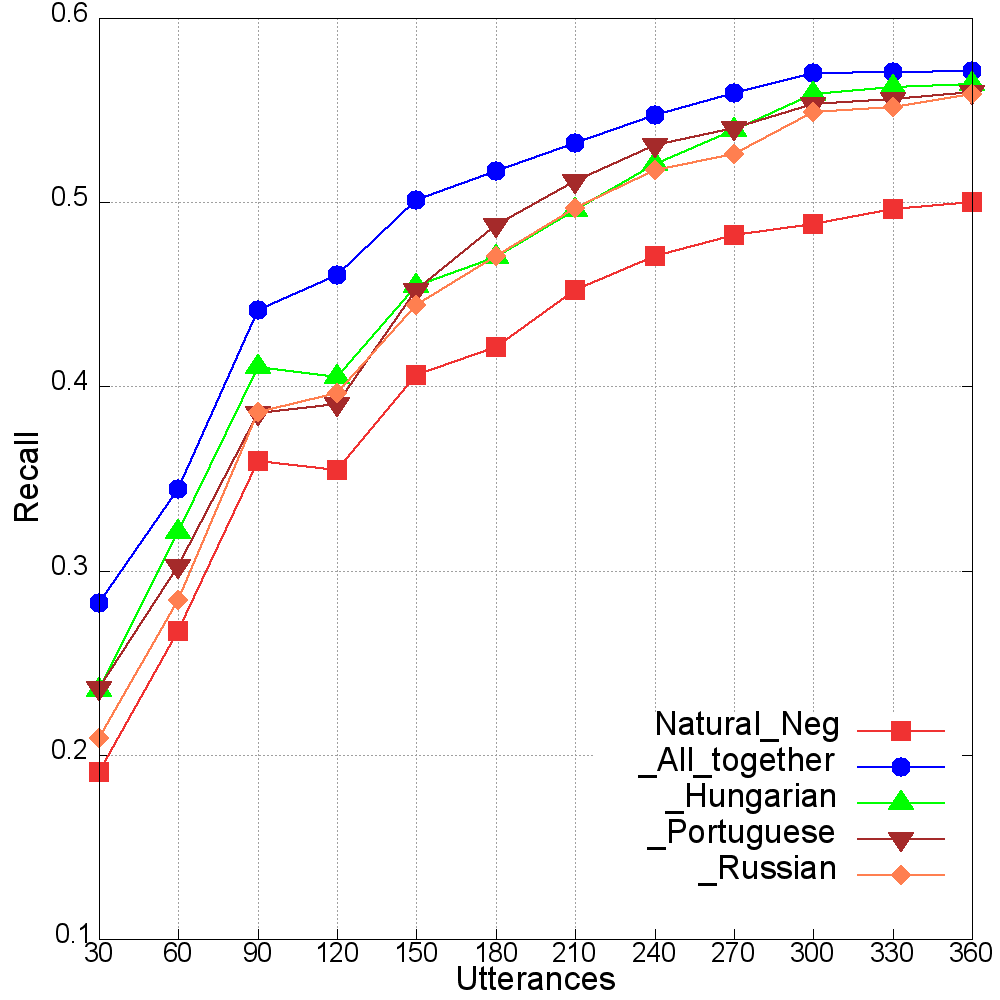 0.6
0.5
0.4
0.3
0.2
0.1
Recall
Natural_Neg
_All_together
_Hungarian
_Portuguese
_Russian
30 60 90 120 150 180 210 240 270 300 330 360
Utterances